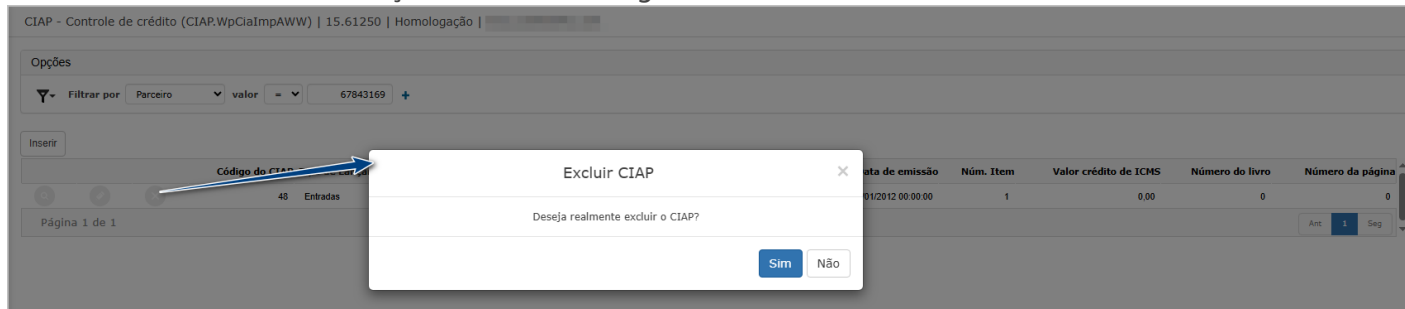 CIAP - Controle de crédito (CIAP.WpCiaImpAWW) | 15.61250 | Homologação |
Opções
Filtrar por Parceiro valor = 67843169 +
Inserir
Código do CIAP
Data de emissão Núm. Item Valor crédito de ICMS Número do livro Número da página
48 Entradas /01/2012 00:00:00 1 0,00 0 0
Página 1 de 1
Ant 1 Seg
Excluir CIAP ×
Deseja realmente excluir o CIAP?
Sim Não